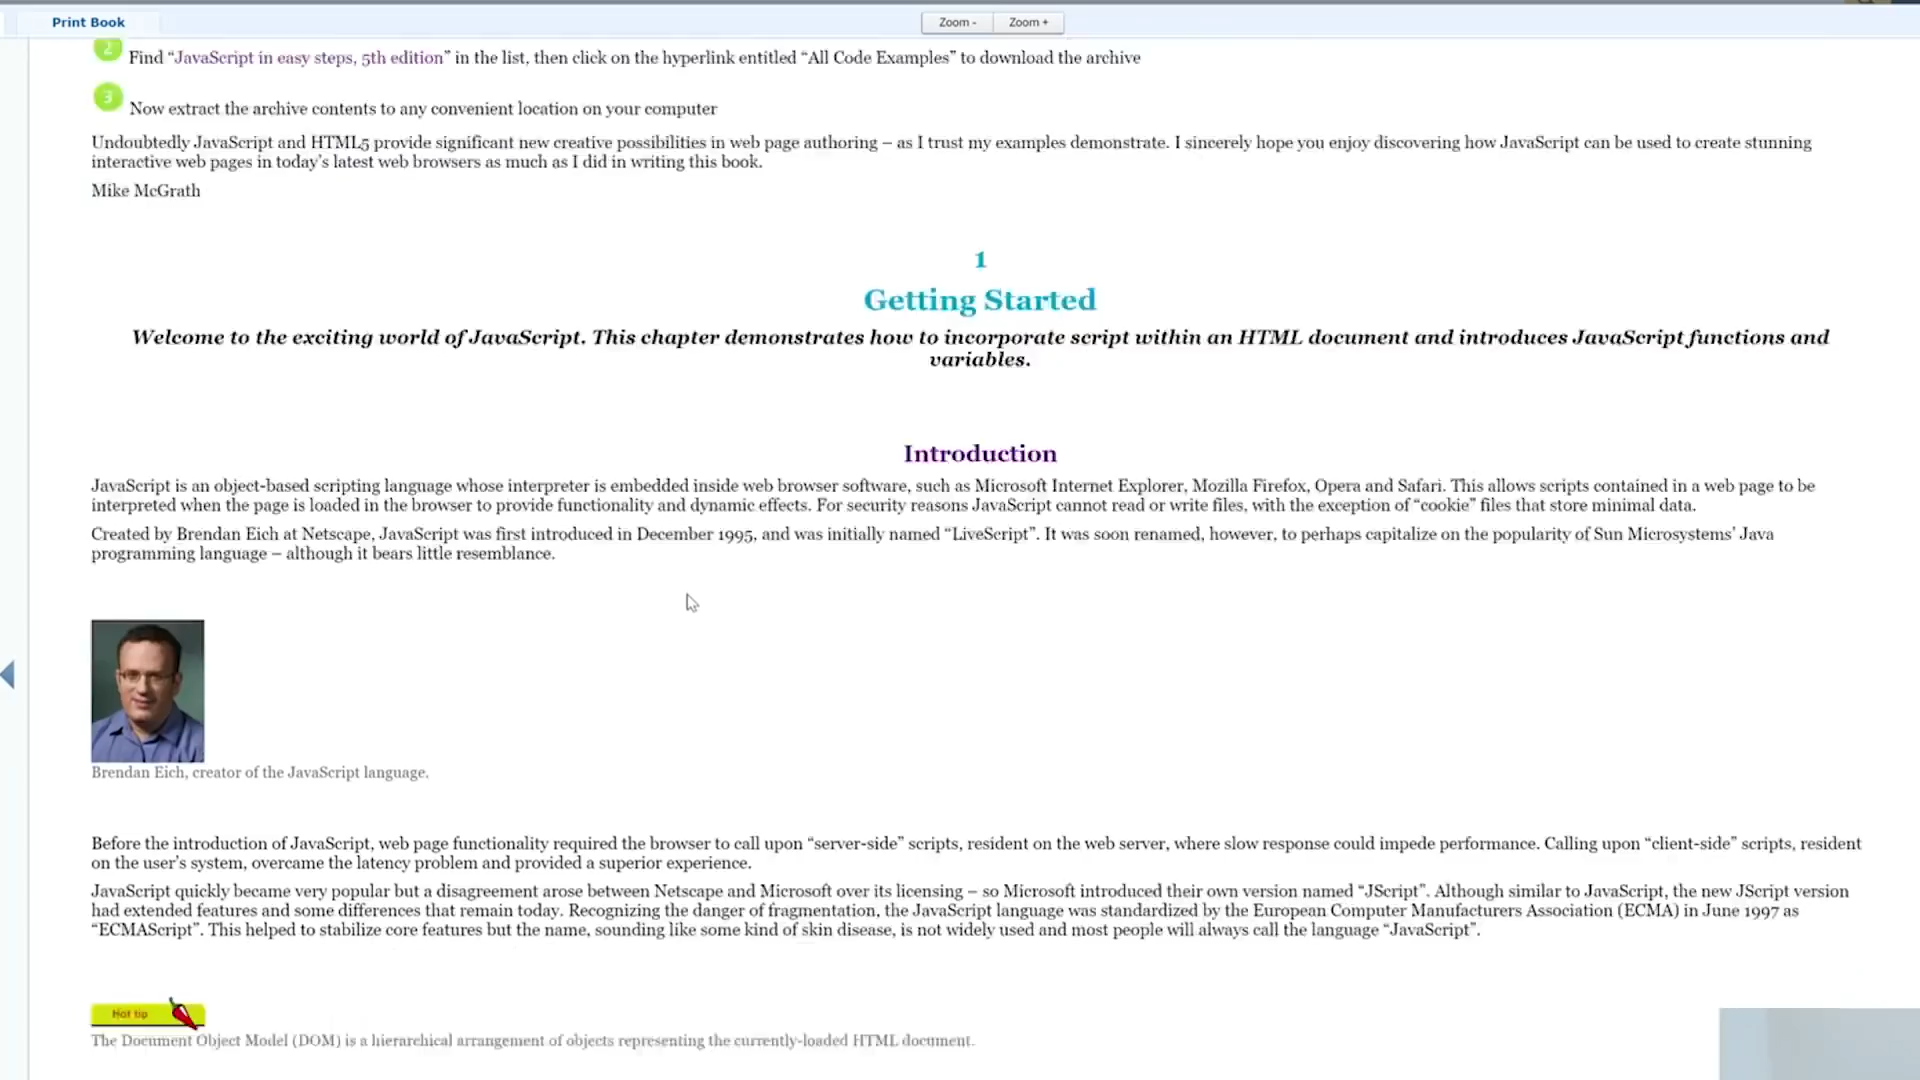 Print Book
Zoom -
Zoom +
2
Find “JavaScript in easy steps, 5th edition” in the list, then click on the hyperlink entitled “All Code Examples” to download the archive
3
Now extract the archive contents to any convenient location on your computer
Undoubtedly JavaScript and HTML5 provide significant new creative possibilities in web page authoring – as I trust my examples demonstrate. I sincerely hope you enjoy discovering how JavaScript can be used to create stunning
interactive web pages in today’s latest web browsers as much as I did in writing this book.
Mike McGrath
1
Getting Started
Welcome to the exciting world of JavaScript. This chapter demonstrates how to incorporate script within an HTML document and introduces JavaScript functions and
variables.
Introduction
JavaScript is an object-based scripting language whose interpreter is embedded inside web browser software, such as Microsoft Internet Explorer, Mozilla Firefox, Opera and Safari. This allows scripts contained in a web page to be
interpreted when the page is loaded in the browser to provide functionality and dynamic effects. For security reasons JavaScript cannot read or write files, with the exception of “cookie” files that store minimal data.
Created by Brendan Eich at Netscape, JavaScript was first introduced in December 1995, and was initially named “LiveScript”. It was soon renamed, however, to perhaps capitalize on the popularity of Sun Microsystems’ Java
programming language – although it bears little resemblance.
Brendan Eich, creator of the JavaScript language.
Before the introduction of JavaScript, web page functionality required the browser to call upon “server-side” scripts, resident on the web server, where slow response could impede performance. Calling upon “client-side” scripts, resident
on the user’s system, overcame the latency problem and provided a superior experience.
JavaScript quickly became very popular but a disagreement arose between Netscape and Microsoft over its licensing – so Microsoft introduced their own version named “JScript”. Although similar to JavaScript, the new JScript version
had extended features and some differences that remain today. Recognizing the danger of fragmentation, the JavaScript language was standardized by the European Computer Manufacturers Association (ECMA) in June 1997 as
“ECMAScript”. This helped to stabilize core features but the name, sounding like some kind of skin disease, is not widely used and most people will always call the language “JavaScript”.
Hot tip
The Document Object Model (DOM) is a hierarchical arrangement of objects representing the currently-loaded HTML document.